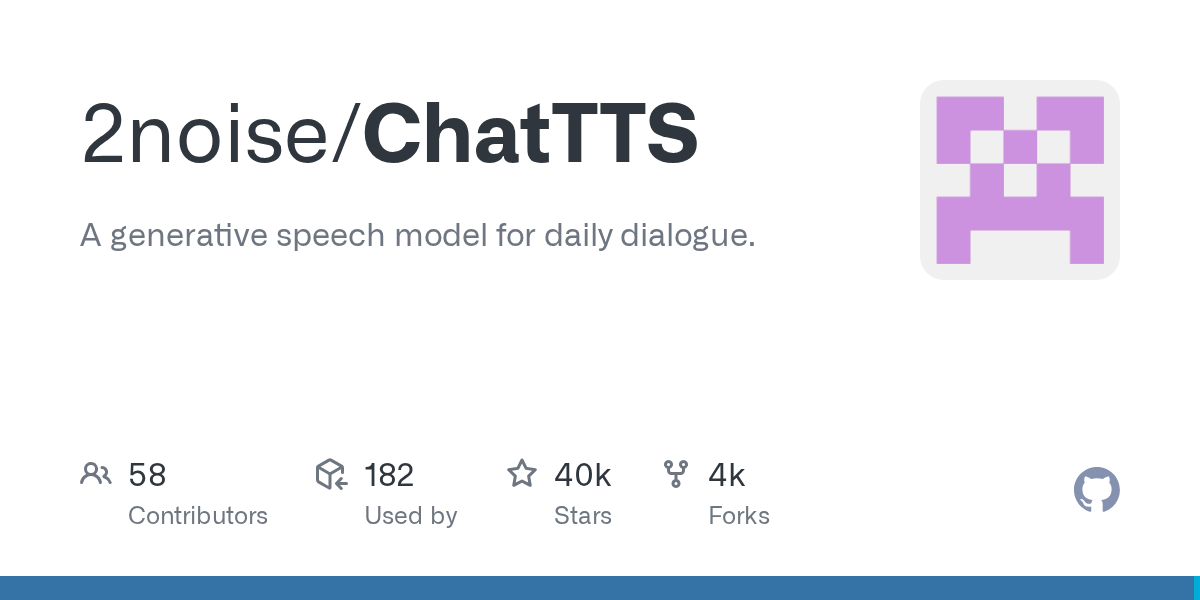 2noise/ChatTTS
A generative speech model for daily dialogue.
58 182 40k 4k
Contributors Used by Stars Forks